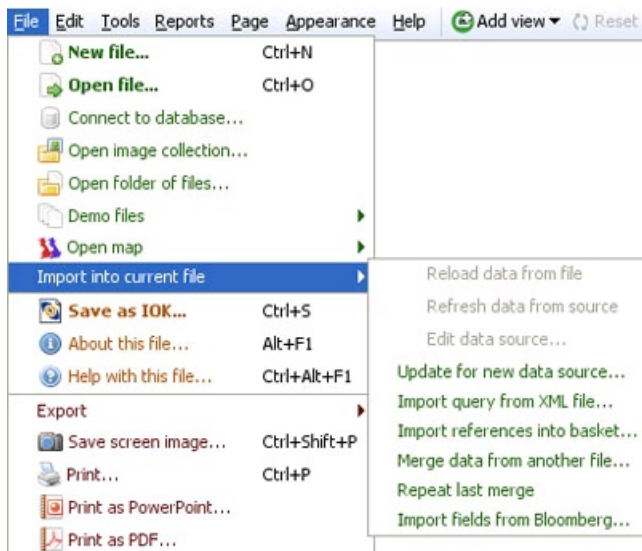 File Edit Tools Reports Page Appearance Help Add view Reset
New file... Ctrl+N
Open file... Ctrl+O
Connect to database...
Open image collection...
Open folder of files...
Demo files
Open map
Import into current file
Save as IOK... Ctrl+S
About this file... Alt+F1
Help with this file... Ctrl+Alt+F1
Export
Save screen image... Ctrl+Shift+P
Print... Ctrl+P
Print as PowerPoint...
Print as PDF...
Reload data from file
Refresh data from source
Edit data source...
Update for new data source...
Import query from XML file...
Import references into basket...
Merge data from another file...
Repeat last merge
Import fields from Bloomberg...